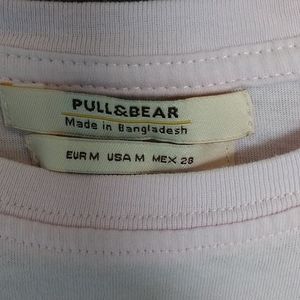 PULL&BEAR
Made in Bangladesh
EUR M USA M MEX 28